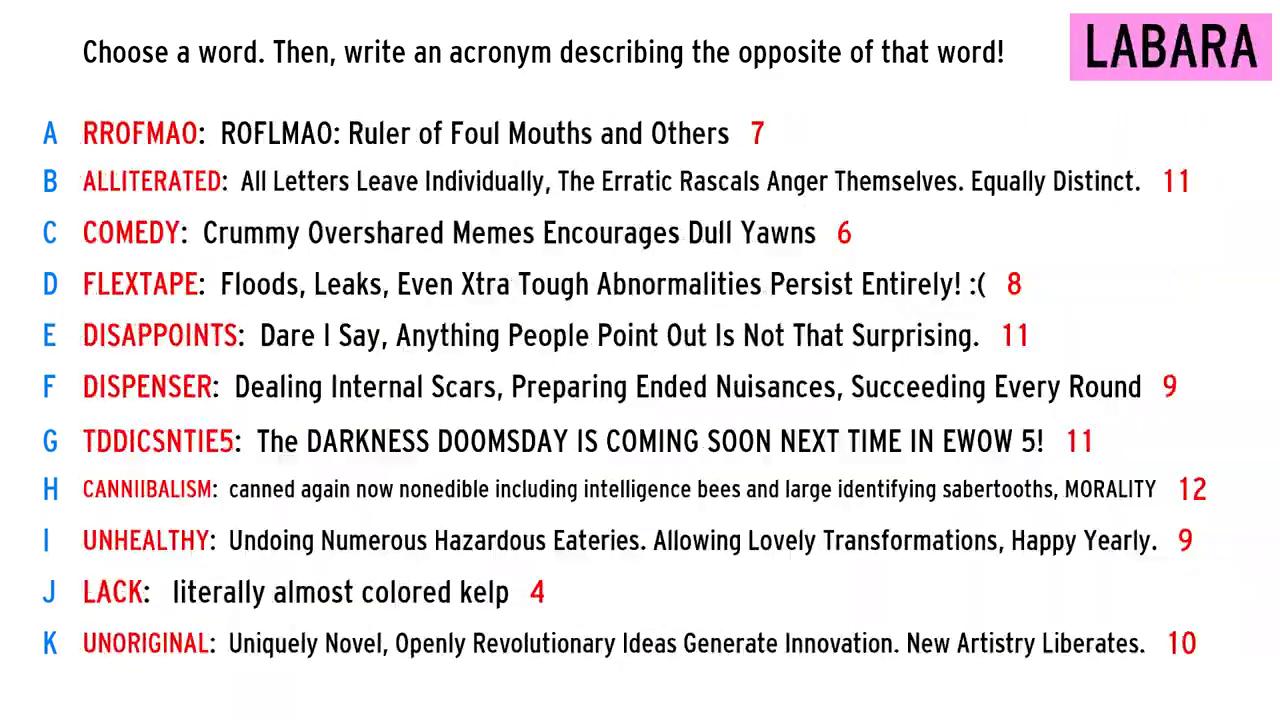 Choose a word. Then, write an acronym describing the opposite of that word!
LABARA
A RROFMAO: ROFLMAO: Ruler of Foul Mouths and Others 7
B ALLITERATED: All Letters Leave Individually, The Erratic Rascals Anger Themselves. Equally Distinct. 11
C COMEDY: Crummy Overshared Memes Encourages Dull Yawns 6
D FLEXTAPE: Floods, Leaks, Even Xtra Tough Abnormalities Persist Entirely! :( 8
E DISAPPOINTS: Dare I Say, Anything People Point Out Is Not That Surprising. 11
F DISPENSER: Dealing Internal Scars, Preparing Ended Nuisances, Succeeding Every Round 9
G TDDICSNTIE5: The DARKNESS DOOMSDAY IS COMING SOON NEXT TIME IN EWOW 5! 11
H CANNIIBALISM: canned again now nonedible including intelligence bees and large identifying sabertooths, MORALITY 12
I UNHEALTHY: Undoing Numerous Hazardous Eateries. Allowing Lovely Transformations, Happy Yearly. 9
J LACK: literally almost colored kelp 4
K UNORIGINAL: Uniquely Novel, Openly Revolutionary Ideas Generate Innovation. New Artistry Liberates. 10